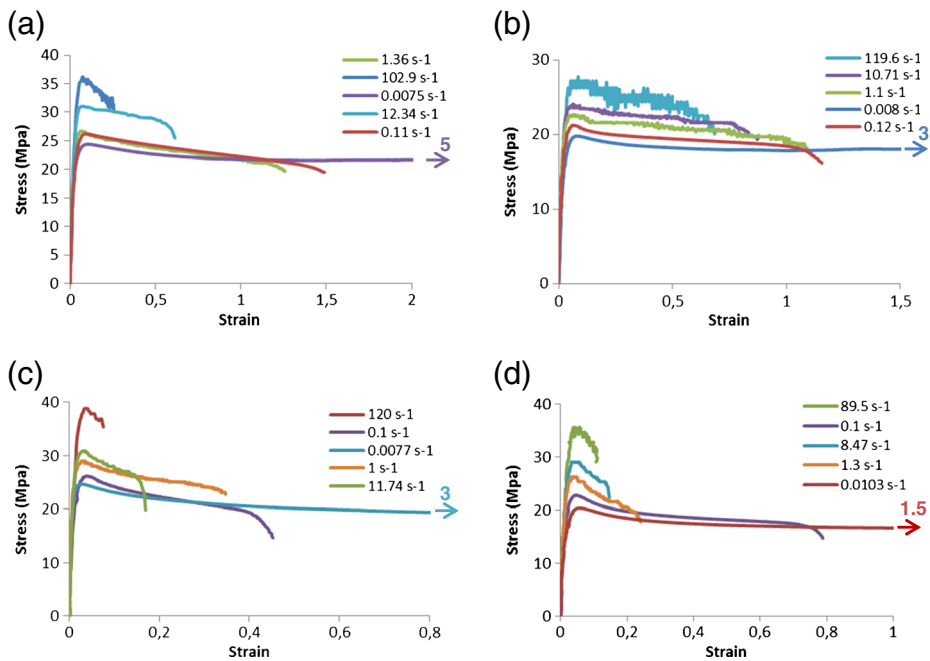 (a)
Stress (Mpa)
40
35
30
25
20
15
10
5
0
0
0,5
1
1,5
2
Strain
1.36 s-1
102.9 s-1
0.0075 s-1
12.34 s-1
0.11 s-1
5
(b)
Stress (Mpa)
30
20
10
0
0
0,5
1
1,5
Strain
119.6 s-1
10.71 s-1
1.1 s-1
0.008 s-1
0.12 s-1
3
(c)
Stress (Mpa)
40
30
20
10
0
0
0,2
0,4
0,6
0,8
Strain
120 s-1
0.1 s-1
0.0077 s-1
1 s-1
11.74 s-1
3
(d)
Stress (Mpa)
40
30
20
10
0
0
0,2
0,4
0,6
0,8
1
Strain
89.5 s-1
0.1 s-1
8.47 s-1
1.3 s-1
0.0103 s-1
1.5